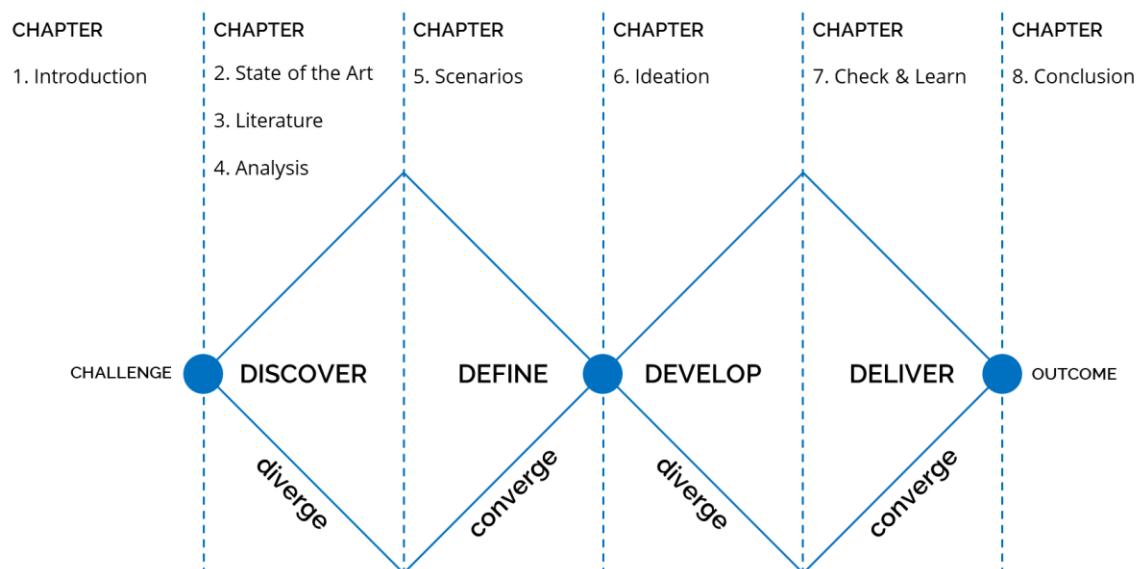 CHAPTER
1. Introduction
CHAPTER
2. State of the Art
3. Literature
4. Analysis
CHAPTER
5. Scenarios
CHAPTER
6. Ideation
CHAPTER
7. Check & Learn
CHAPTER
8. Conclusion
CHALLENGE
DISCOVER
DEFINE
DEVELOP
DELIVER
OUTCOME
diverge
converge
diverge
converge